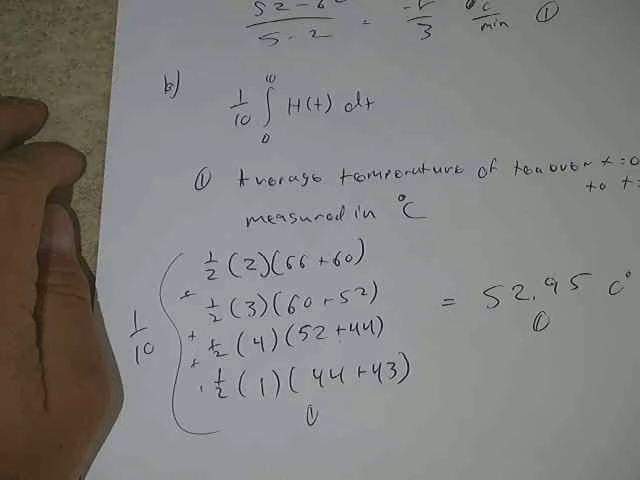 52-6
5-2
= -8/3 °C/min ①
b)
1/10 ∫₀¹⁰ H(t) dt
① Average temperature of tea over t=0
to t=
measured in °C
1/2 (2)(66+60)
+ 1/2 (3)(60+52)
1/10 + 1/2 (4)(52+44) = 52.95 C°
+ 1/2 (1)(44+43) ①
①